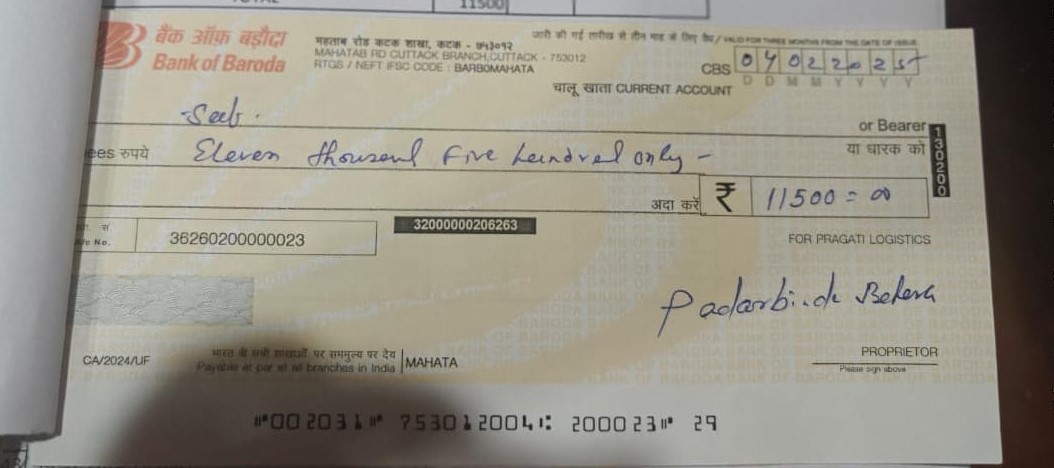 11500
बैंक ऑफ़ बड़ौदा
Bank of Baroda
महताब रोड कटक शाखा, कटक - ७५३०१२
MAHATAB RD CUTTACK BRANCH,CUTTACK - 753012
RTGS / NEFT IFSC CODE : BARB0MAHATA
जारी की गई तारीख से तीन माह के लिए वैध / VALID FOR THREE MONTHS FROM THE DATE OF ISSUE
CBS 04022025
D D M M Y Y Y Y
चालू खाता CURRENT ACCOUNT
Self.
or Bearer
ees रुपये Eleven thousand Five hundred only -
या धारक को
130200
अदा करें ₹ 11500 = 00
सं
No. 36260200000023
32000000206263
FOR PRAGATI LOGISTICS
Padarbinda Behera
CA/2024/UF
भारत में सभी शाखाओं पर सममूल्य पर देय
Payable at par at all branches in India
MAHATA
PROPRIETOR
Please sign above
⑈002031⑈ 753012004⑆ 200023⑈ 29